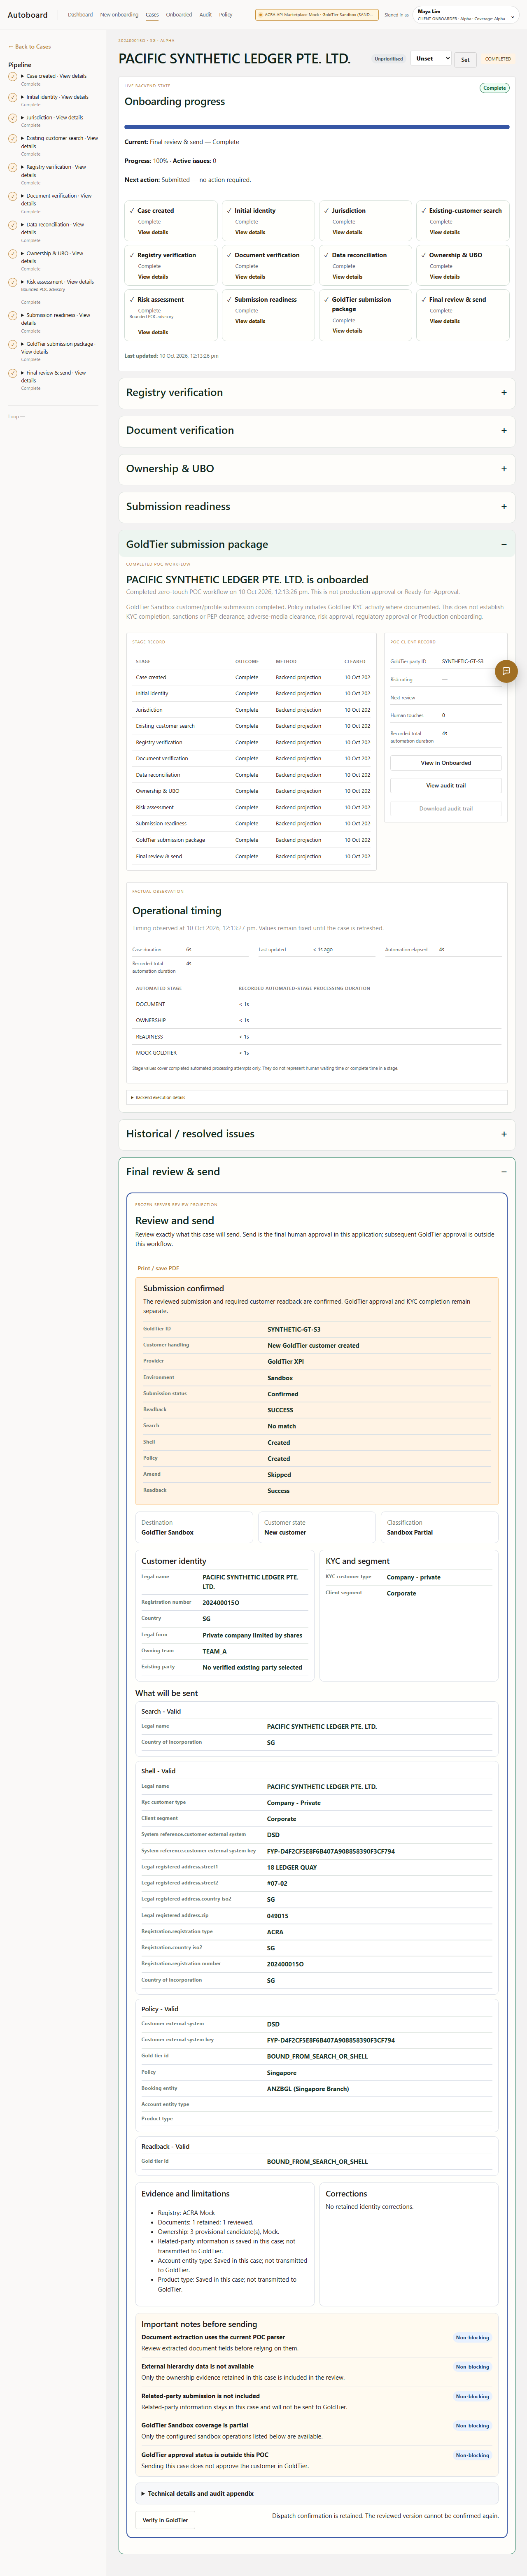 Autoboard
Dashboard
New onboarding
Cases
Onboarded
Audit
Policy
ACRA API Marketplace Mock · GoldTier Sandbox (SAND...
Signed in as
Maya Lim
CLIENT ONBOARDER · Alpha · Coverage: Alpha
← Back to Cases
Pipeline
Case created · View details
Complete
Initial identity · View details
Complete
Jurisdiction · View details
Complete
Existing-customer search · View details
Complete
Registry verification · View details
Complete
Document verification · View details
Complete
Data reconciliation · View details
Complete
Ownership & UBO · View details
Complete
Risk assessment · View details
Bounded POC advisory
Complete
Submission readiness · View details
Complete
GoldTier submission package · View details
Complete
Final review & send · View details
Complete
Loop —
202400015O · SG · ALPHA
PACIFIC SYNTHETIC LEDGER PTE. LTD.
Unprioritised
Unset
Set
COMPLETED
LIVE BACKEND STATE
Complete
Onboarding progress
Current: Final review & send — Complete
Progress: 100% · Active issues: 0
Next action: Submitted — no action required.
✓ Case created
Complete
View details
✓ Initial identity
Complete
View details
✓ Jurisdiction
Complete
View details
✓ Existing-customer search
Complete
View details
✓ Registry verification
Complete
View details
✓ Document verification
Complete
View details
✓ Data reconciliation
Complete
View details
✓ Ownership & UBO
Complete
View details
✓ Risk assessment
Complete
Bounded POC advisory
View details
✓ Submission readiness
Complete
View details
✓ GoldTier submission package
Complete
View details
✓ Final review & send
Complete
View details
Last updated: 10 Oct 2026, 12:13:26 pm
Registry verification +
Document verification +
Ownership & UBO +
Submission readiness +
GoldTier submission package −
COMPLETED POC WORKFLOW
PACIFIC SYNTHETIC LEDGER PTE. LTD. is onboarded
Completed zero-touch POC workflow on 10 Oct 2026, 12:13:26 pm. This is not production approval or Ready-for-Approval.
GoldTier Sandbox customer/profile submission completed. Policy initiates GoldTier KYC activity where documented. This does not establish
KYC completion, sanctions or PEP clearance, adverse-media clearance, risk approval, regulatory approval or Production onboarding.
STAGE RECORD
STAGE OUTCOME METHOD CLEARED
Case created Complete Backend projection 10 Oct 202
Initial identity Complete Backend projection 10 Oct 202
Jurisdiction Complete Backend projection 10 Oct 202
Existing-customer search Complete Backend projection 10 Oct 202
Registry verification Complete Backend projection 10 Oct 202
Document verification Complete Backend projection 10 Oct 202
Data reconciliation Complete Backend projection 10 Oct 202
Ownership & UBO Complete Backend projection 10 Oct 202
Risk assessment Complete Backend projection 10 Oct 202
Submission readiness Complete Backend projection 10 Oct 202
GoldTier submission package Complete Backend projection 10 Oct 202
Final review & send Complete Backend projection 10 Oct 202
POC CLIENT RECORD
GoldTier party ID SYNTHETIC-GT-S3
Risk rating —
Next review —
Human touches 0
Recorded total automation duration 4s
View in Onboarded
View audit trail
Download audit trail
FACTUAL OBSERVATION
Operational timing
Timing observed at 10 Oct 2026, 12:13:27 pm. Values remain fixed until the case is refreshed.
Case duration 6s
Last updated < 1s ago
Automation elapsed 4s
Recorded total automation duration 4s
AUTOMATED STAGE RECORDED AUTOMATED-STAGE PROCESSING DURATION
DOCUMENT < 1s
OWNERSHIP < 1s
READINESS < 1s
MOCK GOLDTIER < 1s
Stage values cover completed automated processing attempts only. They do not represent human waiting time or complete time in a stage.
Backend execution details
Historical / resolved issues +
Final review & send −
FROZEN SERVER REVIEW PROJECTION
Review and send
Review exactly what this case will send. Send is the final human approval in this application; subsequent GoldTier approval is outside
this workflow.
Print / save PDF
Submission confirmed
The reviewed submission and required customer readback are confirmed. GoldTier approval and KYC completion remain
separate.
GoldTier ID SYNTHETIC-GT-S3
Customer handling New GoldTier customer created
Provider GoldTier XPI
Environment Sandbox
Submission status Confirmed
Readback SUCCESS
Search No match
Shell Created
Policy Created
Amend Skipped
Readback Success
Destination
GoldTier Sandbox
Customer state
New customer
Classification
Sandbox Partial
Customer identity
Legal name PACIFIC SYNTHETIC LEDGER PTE. LTD.
Registration number 202400015O
Country SG
Legal form Private company limited by shares
Owning team TEAM_A
Existing party No verified existing party selected
KYC and segment
KYC customer type Company - private
Client segment Corporate
What will be sent
Search - Valid
Legal name PACIFIC SYNTHETIC LEDGER PTE. LTD.
Country of incorporation SG
Shell - Valid
Legal name PACIFIC SYNTHETIC LEDGER PTE. LTD.
Kyc customer type Company - Private
Client segment Corporate
System reference.customer external system DSD
System reference.customer external system key FYP-D4F2CF5E8F6B407A908858390F3CF794
Legal registered address.street1 18 LEDGER QUAY
Legal registered address.street2 #07-02
Legal registered address.country iso2 SG
Legal registered address.zip 049015
Registration.registration type ACRA
Registration.country iso2 SG
Registration.registration number 202400015O
Country of incorporation SG
Policy - Valid
Customer external system DSD
Customer external system key FYP-D4F2CF5E8F6B407A908858390F3CF794
Gold tier id BOUND_FROM_SEARCH_OR_SHELL
Policy Singapore
Booking entity ANZBGL (Singapore Branch)
Account entity type
Product type
Readback - Valid
Gold tier id BOUND_FROM_SEARCH_OR_SHELL
Evidence and limitations
• Registry: ACRA Mock
• Documents: 1 retained; 1 reviewed.
• Ownership: 3 provisional candidate(s), Mock.
• Related-party information is saved in this case; not
transmitted to GoldTier.
• Account entity type: Saved in this case; not transmitted
to GoldTier.
• Product type: Saved in this case; not transmitted to
GoldTier.
Corrections
No retained identity corrections.
Important notes before sending
Document extraction uses the current POC parser
Non-blocking
Review extracted document fields before relying on them.
External hierarchy data is not available
Non-blocking
Only the ownership evidence retained in this case is included in the review.
Related-party submission is not included
Non-blocking
Related-party information stays in this case and will not be sent to GoldTier.
GoldTier Sandbox coverage is partial
Non-blocking
Only the configured sandbox operations listed below are available.
GoldTier approval status is outside this POC
Non-blocking
Sending this case does not approve the customer in GoldTier.
Technical details and audit appendix
Verify in GoldTier
Dispatch confirmation is retained. The reviewed version cannot be confirmed again.